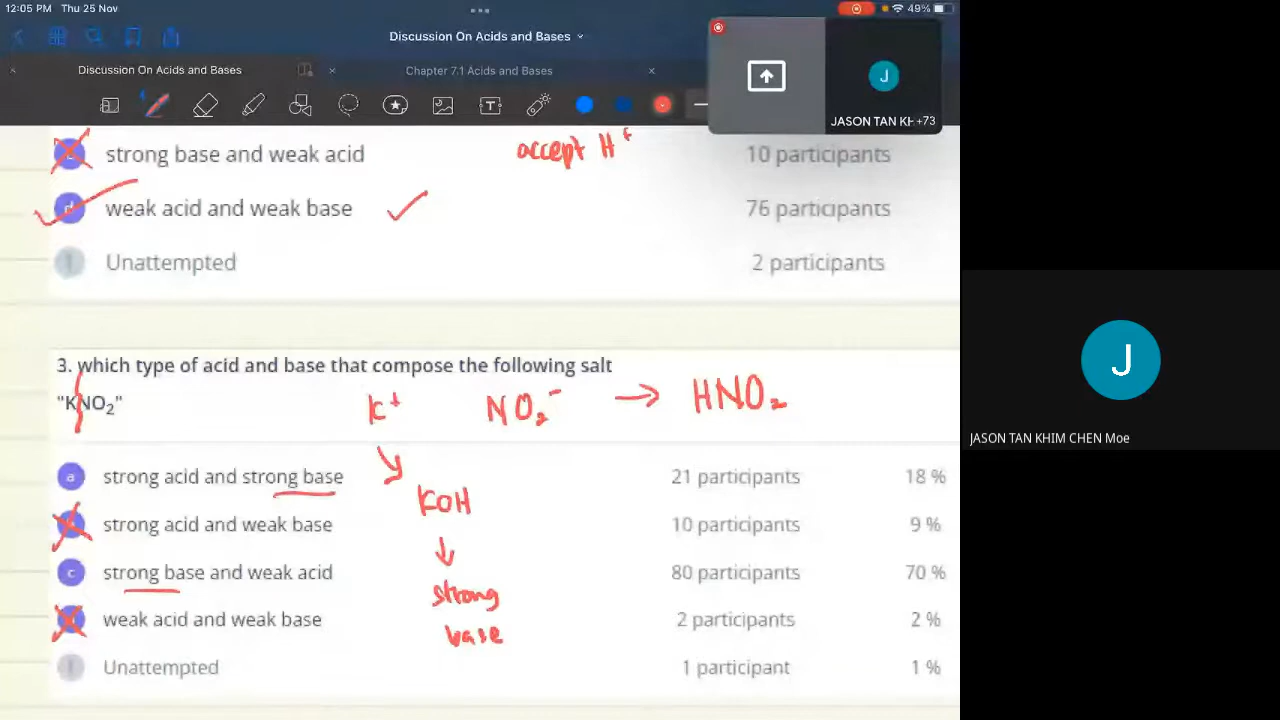 12:05 PM Thu 25 Nov
49%
Discussion On Acids and Bases
Discussion On Acids and Bases
Chapter 7.1 Acids and Bases
T
J
JASON TAN KH +73
strong base and weak acid
accept H+
10 participants
d
weak acid and weak base
76 participants
Unattempted
2 participants
3. which type of acid and base that compose the following salt
"KNO₂"
K+
NO₂⁻ → HNO₂
a
strong acid and strong base
21 participants
18 %
KOH
strong acid and weak base
10 participants
9 %
c
strong base and weak acid
80 participants
70 %
strong
base
weak acid and weak base
2 participants
2 %
Unattempted
1 participant
1 %
J
JASON TAN KHIM CHEN Moe